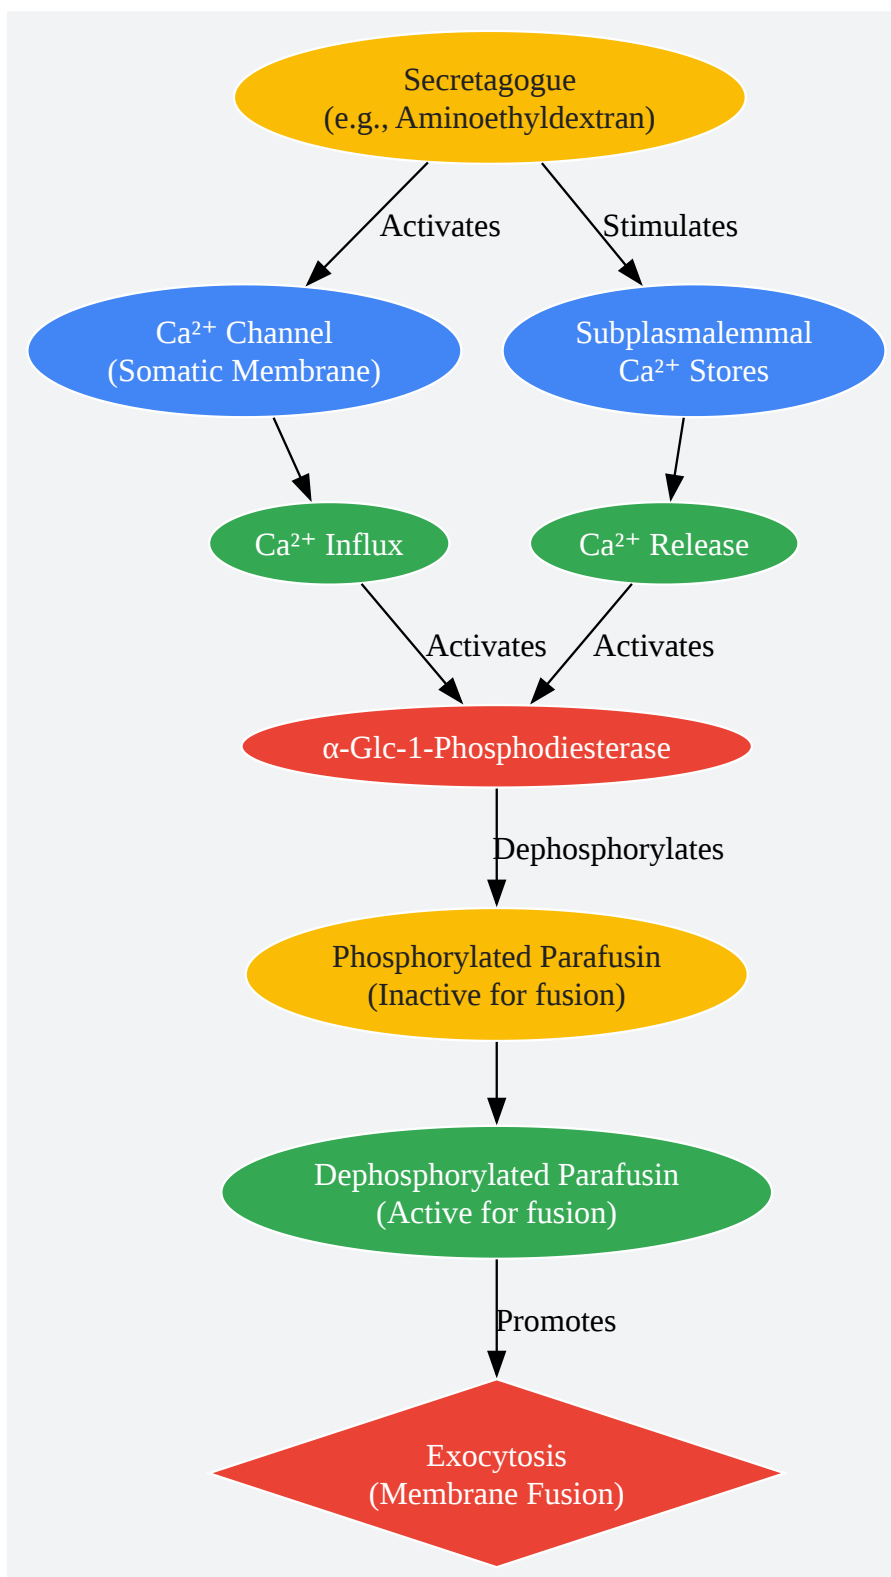 Secretagogue
(e.g., Aminoethyldextran)
Activates
Stimulates
Ca²⁺ Channel
(Somatic Membrane)
Subplasmalemmal
Ca²⁺ Stores
Ca²⁺ Influx
Ca²⁺ Release
Activates
Activates
α-Glc-1-Phosphodiesterase
Dephosphorylates
Phosphorylated Parafusin
(Inactive for fusion)
Dephosphorylated Parafusin
(Active for fusion)
Promotes
Exocytosis
(Membrane Fusion)